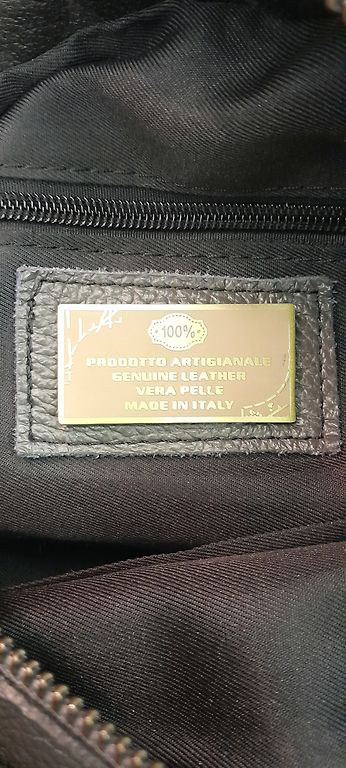 100%
PRODOTTO ARTIGIANALE
GENUINE LEATHER
VERA PELLE
MADE IN ITALY